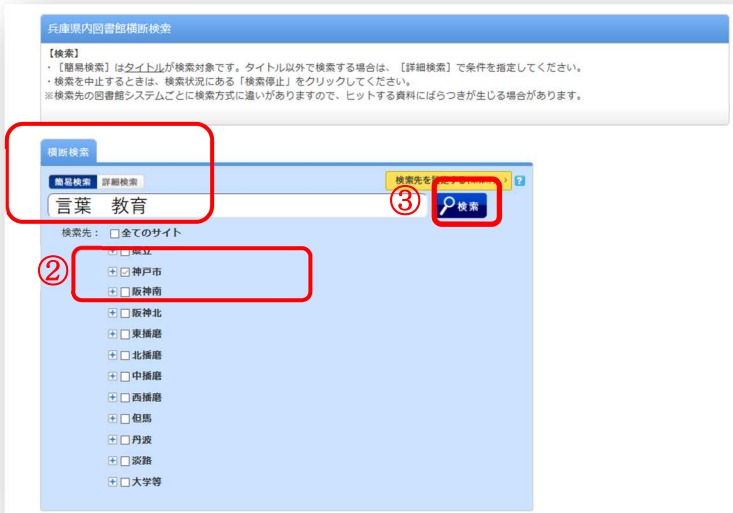 兵庫県内図書館横断検索
【検索】
・［簡易検索］はタイトルが検索対象です。タイトル以外で検索する場合は、［詳細検索］で条件を指定してください。
・検索を中止するときは、検索状況にある「検索停止」をクリックしてください。
※検索先の図書館システムごとに検索方式に違いがありますので、ヒットする資料にばらつきが生じる場合があります。
横断検索
簡易検索 詳細検索
検索先を
?
言葉　教育
③
検索
検索先： 全てのサイト
②
神戸市
阪神南
阪神北
東播磨
北播磨
中播磨
西播磨
但馬
丹波
淡路
大学等